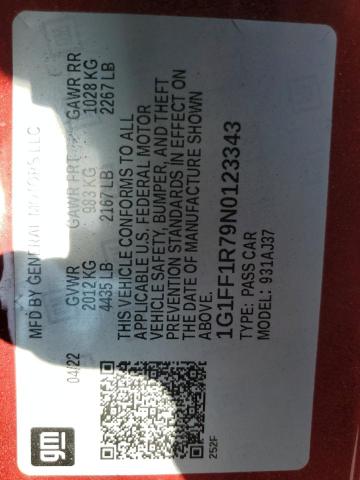 gm
MFD BY GENERAL MOTORS LLC
04/22 GVWR GAWR FRT GAWR RR
2012 KG 983 KG 1028 KG
4435 LB 2167 LB 2267 LB
THIS VEHICLE CONFORMS TO ALL
APPLICABLE U.S. FEDERAL MOTOR
VEHICLE SAFETY, BUMPER, AND THEFT
PREVENTION STANDARDS IN EFFECT ON
THE DATE OF MANUFACTURE SHOWN
ABOVE.
1G1FF1R79N0123343
TYPE: PASS CAR
MODEL: 931AJ37
252F